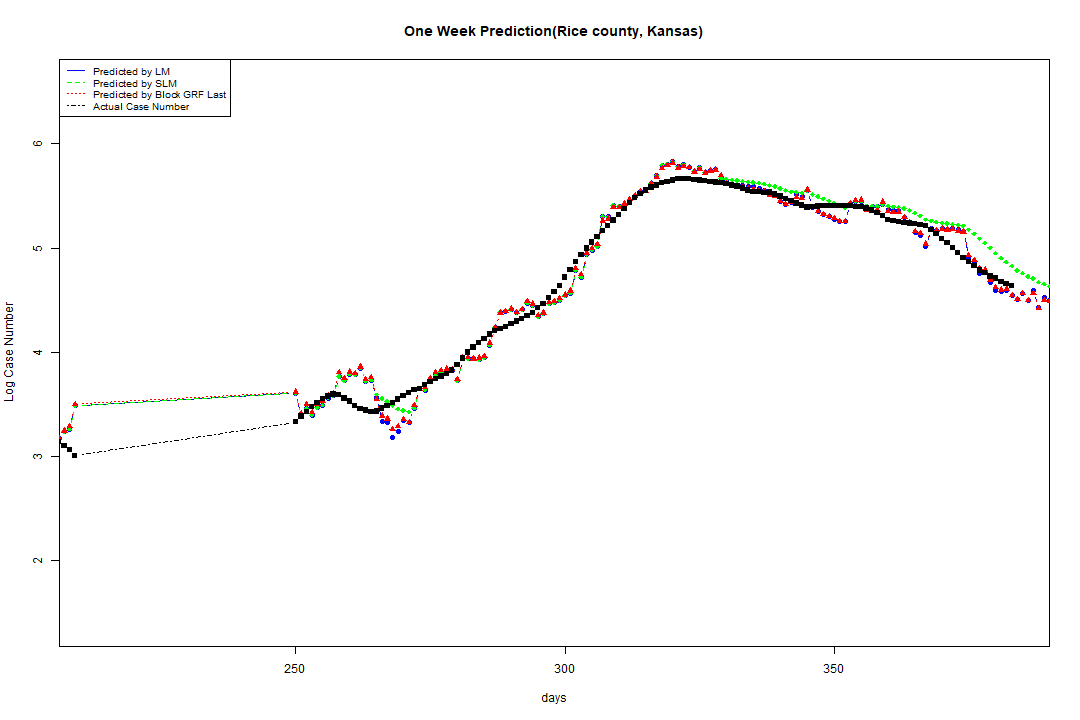 One Week Prediction(Rice county, Kansas)
Predicted by LM
Predicted by SLM
Predicted by Block GRF Last
Actual Case Number
6
5
4
3
2
Log Case Number
250 300 350
days